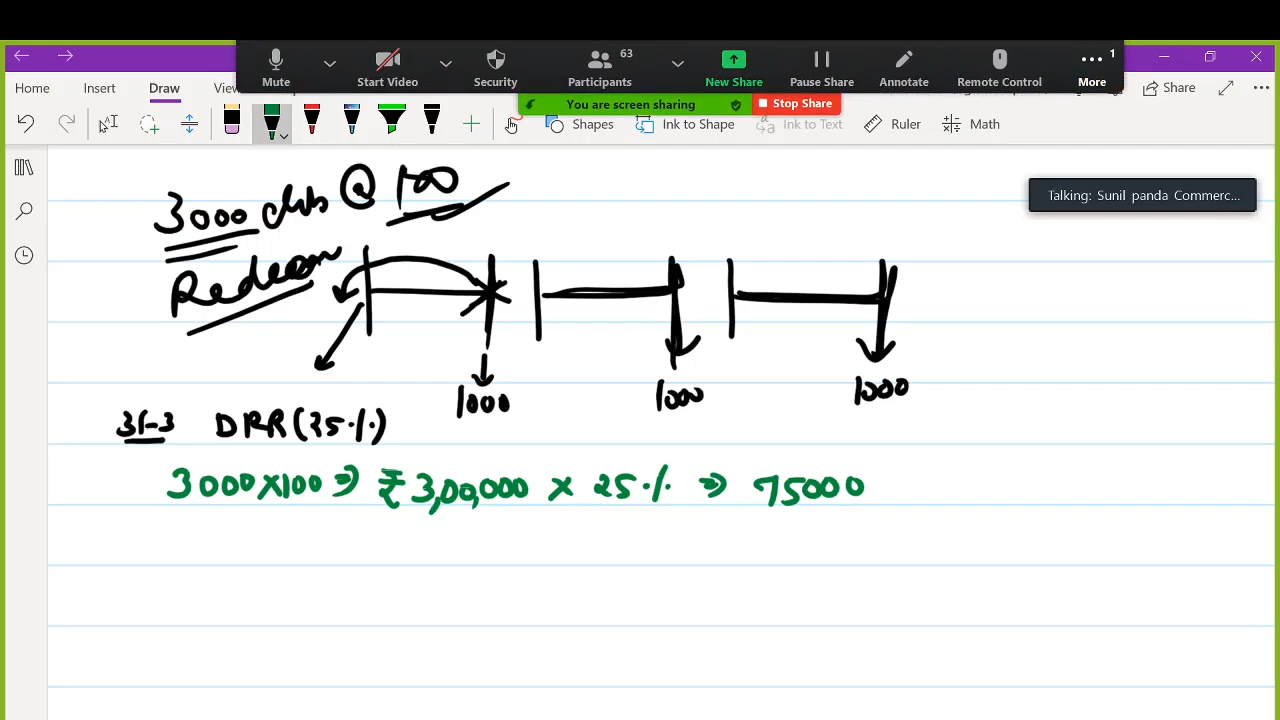 Mute
Start Video
Security
Participants
63
New Share
Pause Share
Annotate
Remote Control
1
More
You are screen sharing
Stop Share
Home
Insert
Draw
Share
Shapes
Ink to Shape
Ink to Text
Ruler
Math
Talking: Sunil panda Commerc...
3000 @ 100
Redeem
1000
1000
1000
31-3 DRR (25%)
3000×100 ⇒ ₹ 3,00,000 × 25% ⇒ 75000